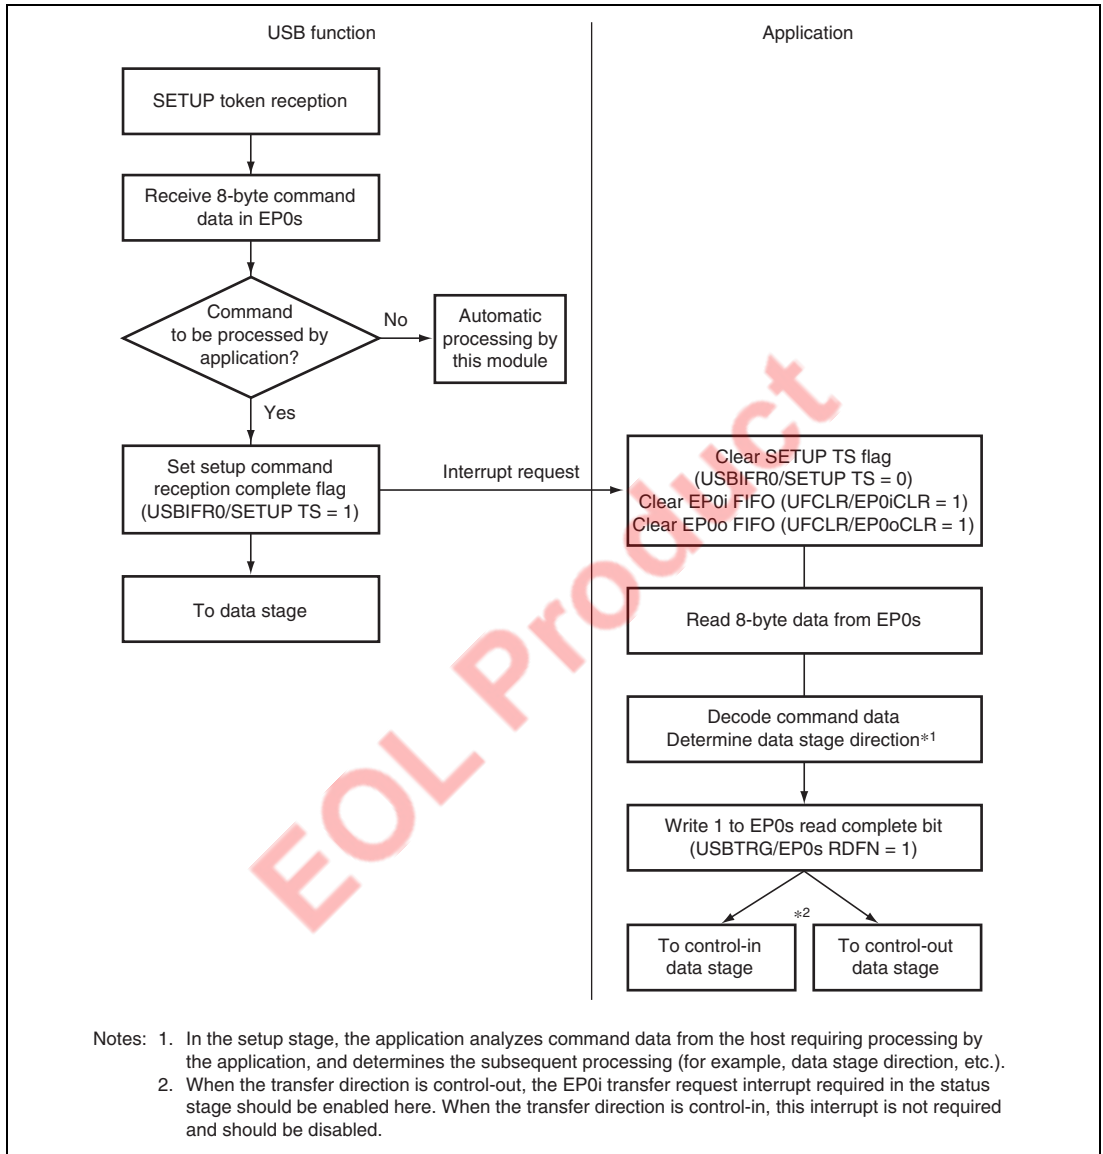 USB function
Application
SETUP token reception
Receive 8-byte command
data in EP0s
Command
to be processed by
application?
No
Automatic
processing by
this module
Yes
Set setup command
reception complete flag
(USBIFR0/SETUP TS = 1)
Interrupt request
To data stage
Clear SETUP TS flag
(USBIFR0/SETUP TS = 0)
Clear EP0i FIFO (UFCLR/EP0iCLR = 1)
Clear EP0o FIFO (UFCLR/EP0oCLR = 1)
Read 8-byte data from EP0s
Decode command data
Determine data stage direction*1
Write 1 to EP0s read complete bit
(USBTRG/EP0s RDFN = 1)
*2
To control-in
data stage
To control-out
data stage
EOL Product
Notes: 1. In the setup stage, the application analyzes command data from the host requiring processing by
the application, and determines the subsequent processing (for example, data stage direction, etc.).
2. When the transfer direction is control-out, the EP0i transfer request interrupt required in the status
stage should be enabled here. When the transfer direction is control-in, this interrupt is not required
and should be disabled.